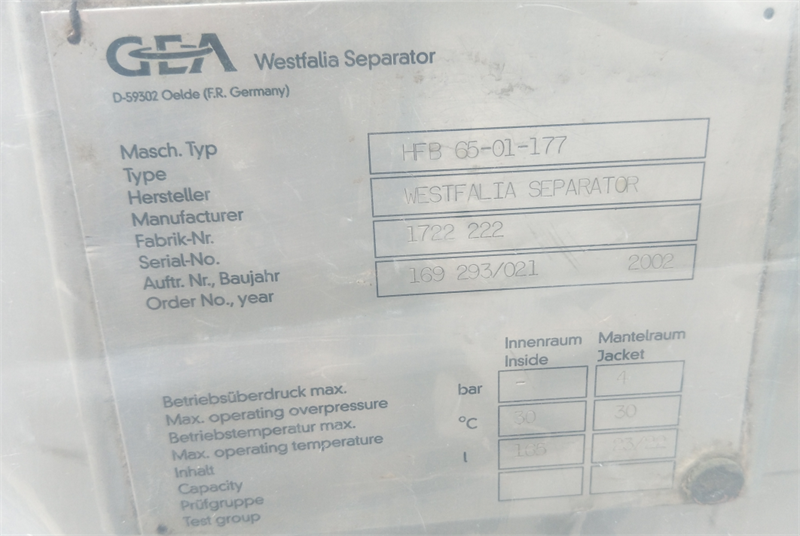 GEA Westfalia Separator
D-59302 Oelde (F.R. Germany)
Masch. Typ HFB 65-01-177
Type
Hersteller WESTFALIA SEPARATOR
Manufacturer
Fabrik-Nr. 1722 222
Serial-No.
Auftr. Nr., Baujahr 169 293/021 2002
Order No., year
Innenraum Mantelraum
Inside Jacket
Betriebsüberdruck max. bar - 4
Max. operating overpressure
Betriebstemperatur max. °C 30
Max. operating temperature
Inhalt l
Capacity
Prüfgruppe
Test group